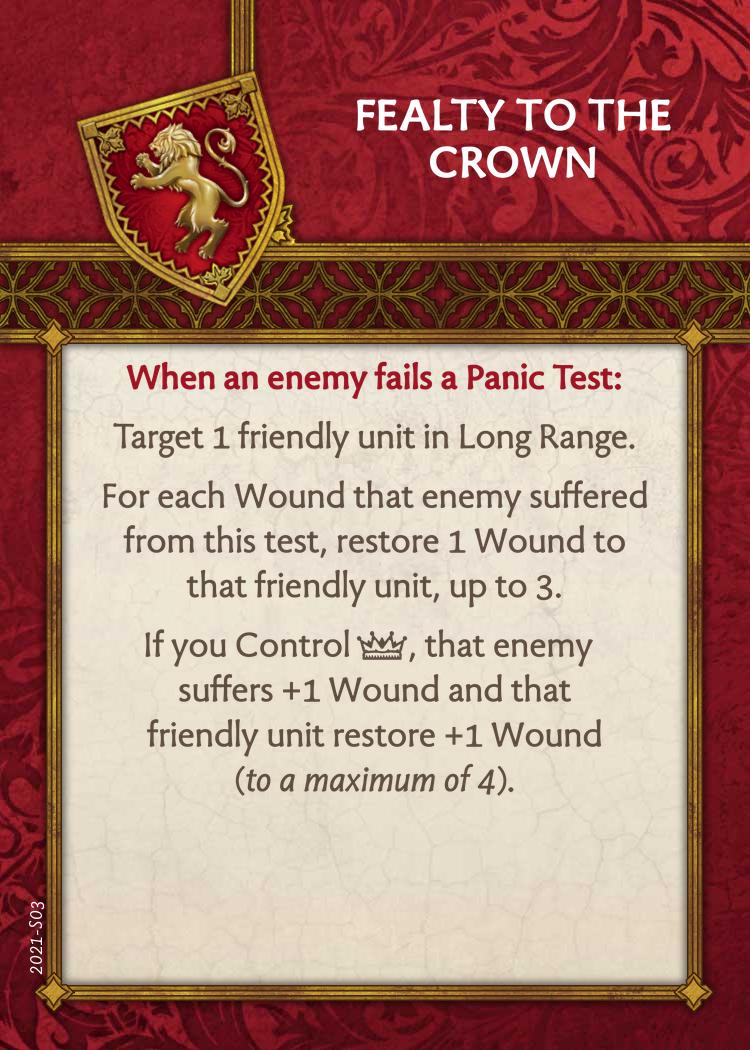 FEALTY TO THE
CROWN
When an enemy fails a Panic Test:
Target 1 friendly unit in Long Range.
For each Wound that enemy suffered
from this test, restore 1 Wound to
that friendly unit, up to 3.
If you Control , that enemy
suffers +1 Wound and that
friendly unit restore +1 Wound
(to a maximum of 4).
2021-S03